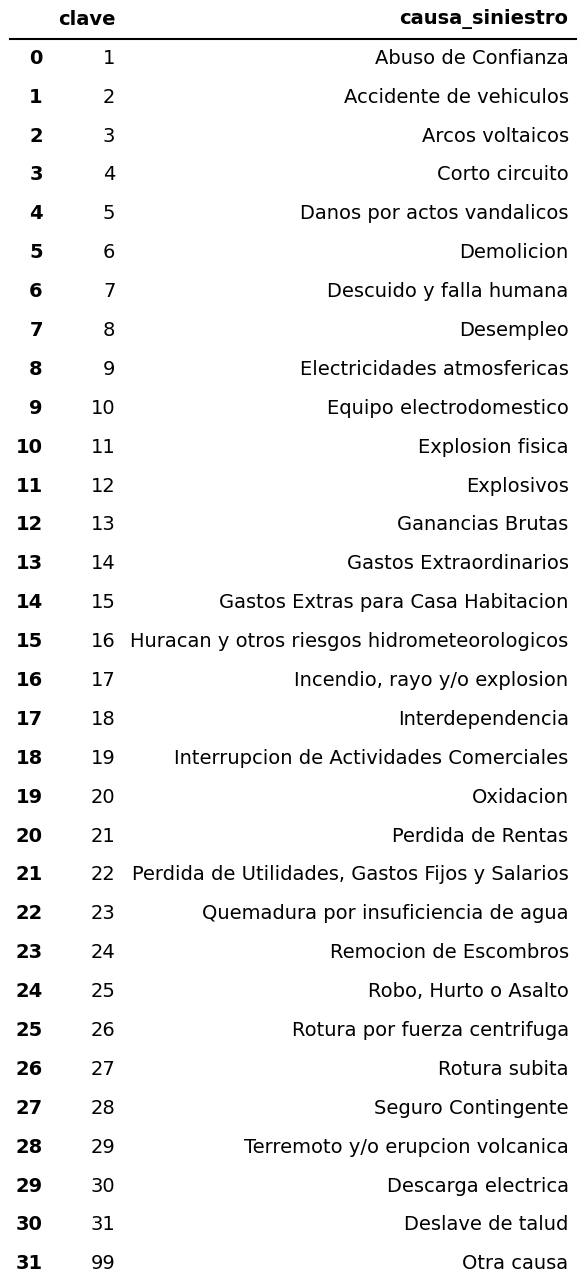 clave causa_siniestro
0 1 Abuso de Confianza
1 2 Accidente de vehiculos
2 3 Arcos voltaicos
3 4 Corto circuito
4 5 Danos por actos vandalicos
5 6 Demolicion
6 7 Descuido y falla humana
7 8 Desempleo
8 9 Electricidades atmosfericas
9 10 Equipo electrodomestico
10 11 Explosion fisica
11 12 Explosivos
12 13 Ganancias Brutas
13 14 Gastos Extraordinarios
14 15 Gastos Extras para Casa Habitacion
15 16 Huracan y otros riesgos hidrometeorologicos
16 17 Incendio, rayo y/o explosion
17 18 Interdependencia
18 19 Interrupcion de Actividades Comerciales
19 20 Oxidacion
20 21 Perdida de Rentas
21 22 Perdida de Utilidades, Gastos Fijos y Salarios
22 23 Quemadura por insuficiencia de agua
23 24 Remocion de Escombros
24 25 Robo, Hurto o Asalto
25 26 Rotura por fuerza centrifuga
26 27 Rotura subita
27 28 Seguro Contingente
28 29 Terremoto y/o erupcion volcanica
29 30 Descarga electrica
30 31 Deslave de talud
31 99 Otra causa